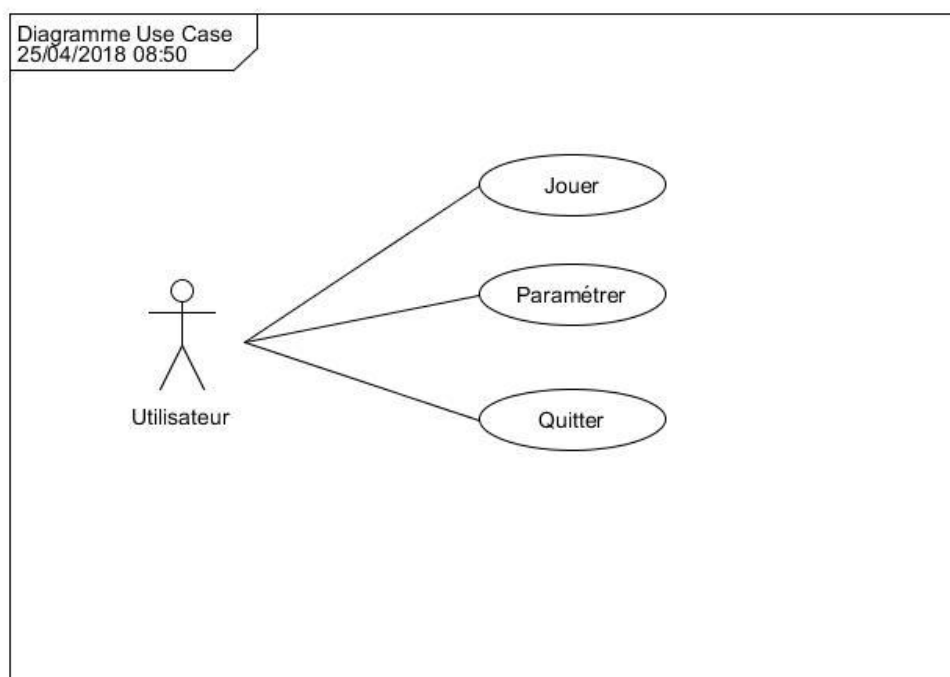 Diagramme Use Case
25/04/2018 08:50
Jouer
Paramétrer
Utilisateur
Quitter